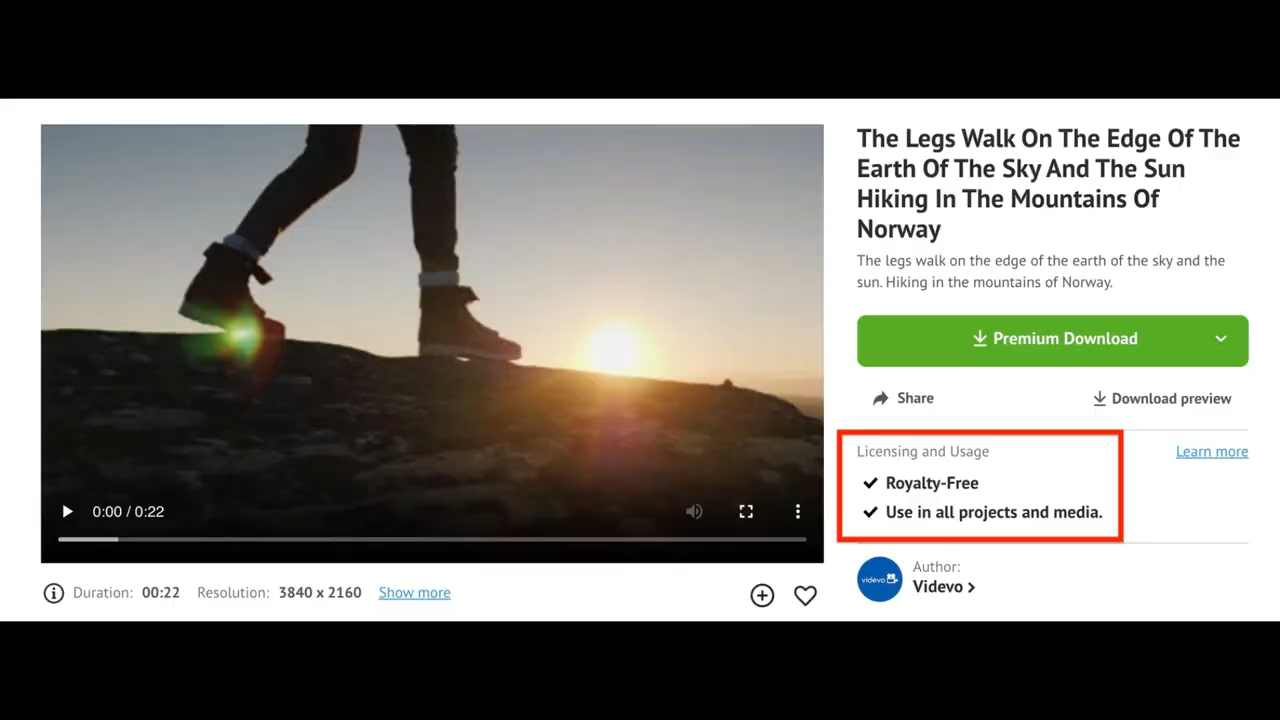 The Legs Walk On The Edge Of The
Earth Of The Sky And The Sun
Hiking In The Mountains Of
Norway
The legs walk on the edge of the earth of the sky and the
sun. Hiking in the mountains of Norway.
Premium Download
Share
Download preview
Licensing and Usage
Learn more
Royalty-Free
Use in all projects and media.
0:00 / 0:22
videvo
Author:
Videvo
Duration: 00:22 Resolution: 3840 x 2160 Show more